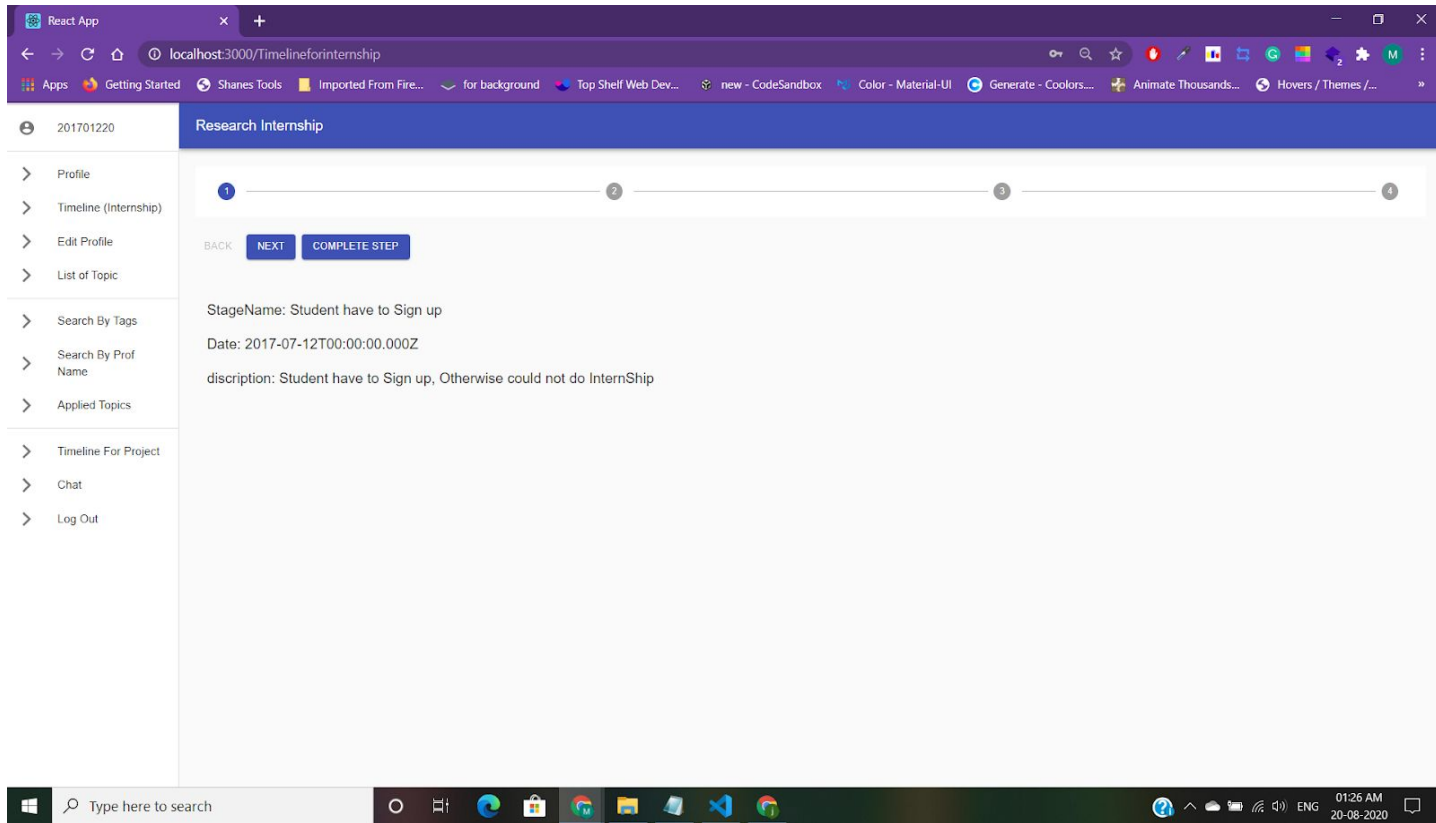 React App
localhost:3000/Timelineforinternship
M
Apps Getting Started Shanes Tools Imported From Fire... for background Top Shelf Web Dev... new - CodeSandbox Color - Material-UI Generate - Coolors.... Animate Thousands... Hovers / Themes /... »
201701220
Research Internship
Profile
Timeline (Internship)
Edit Profile
List of Topic
Search By Tags
Search By Prof
Name
Applied Topics
Timeline For Project
Chat
Log Out
1 2 3 4
BACK NEXT COMPLETE STEP
StageName: Student have to Sign up
Date: 2017-07-12T00:00:00.000Z
discription: Student have to Sign up, Otherwise could not do InternShip
Type here to search
ENG
01:26 AM
20-08-2020